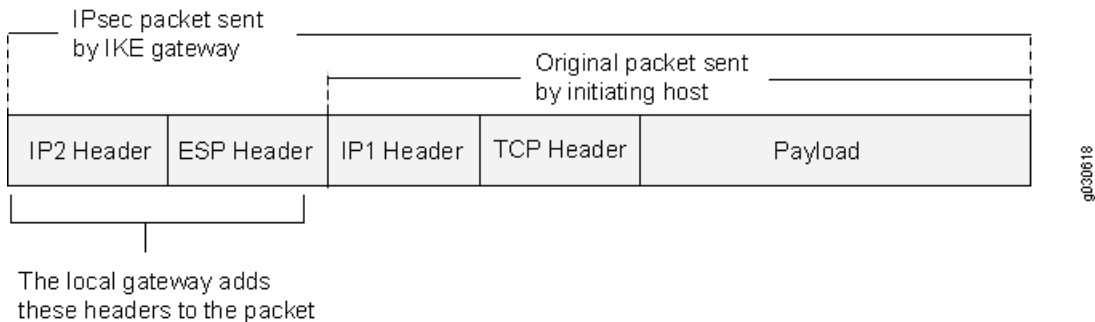 IPsec packet sent
by IKE gateway
Original packet sent
by initiating host
IP2 Header ESP Header IP1 Header TCP Header Payload
g030618
The local gateway adds
these headers to the packet